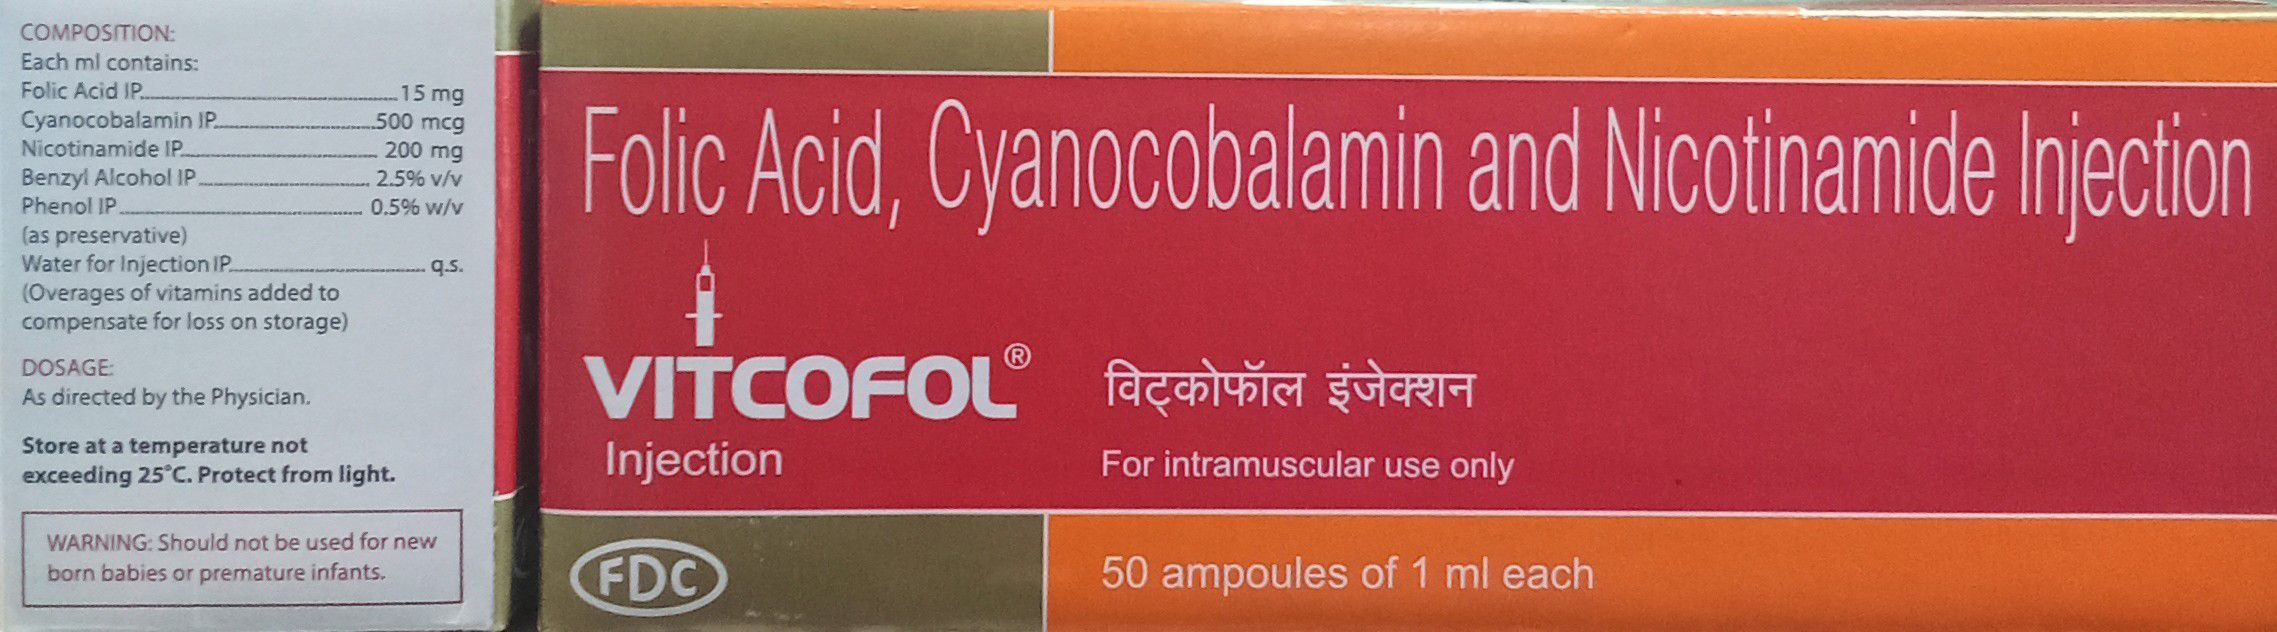 COMPOSITION:
Each ml contains:
Folic Acid IP........................................15 mg
Cyanocobalamin IP........................500 mcg
Nicotinamide IP.............................. 200 mg
Benzyl Alcohol IP.......................... 2.5% v/v
Phenol IP...................................... 0.5% w/v
(as preservative)
Water for Injection IP.............................. q.s.
(Overages of vitamins added to
compensate for loss on storage)
DOSAGE:
As directed by the Physician.
Store at a temperature not
exceeding 25°C. Protect from light.
WARNING: Should not be used for new
born babies or premature infants.
Folic Acid, Cyanocobalamin and Nicotinamide Injection
VITCOFOL®
Injection
विट्कोफॉल इंजेक्शन
For intramuscular use only
FDC
50 ampoules of 1 ml each